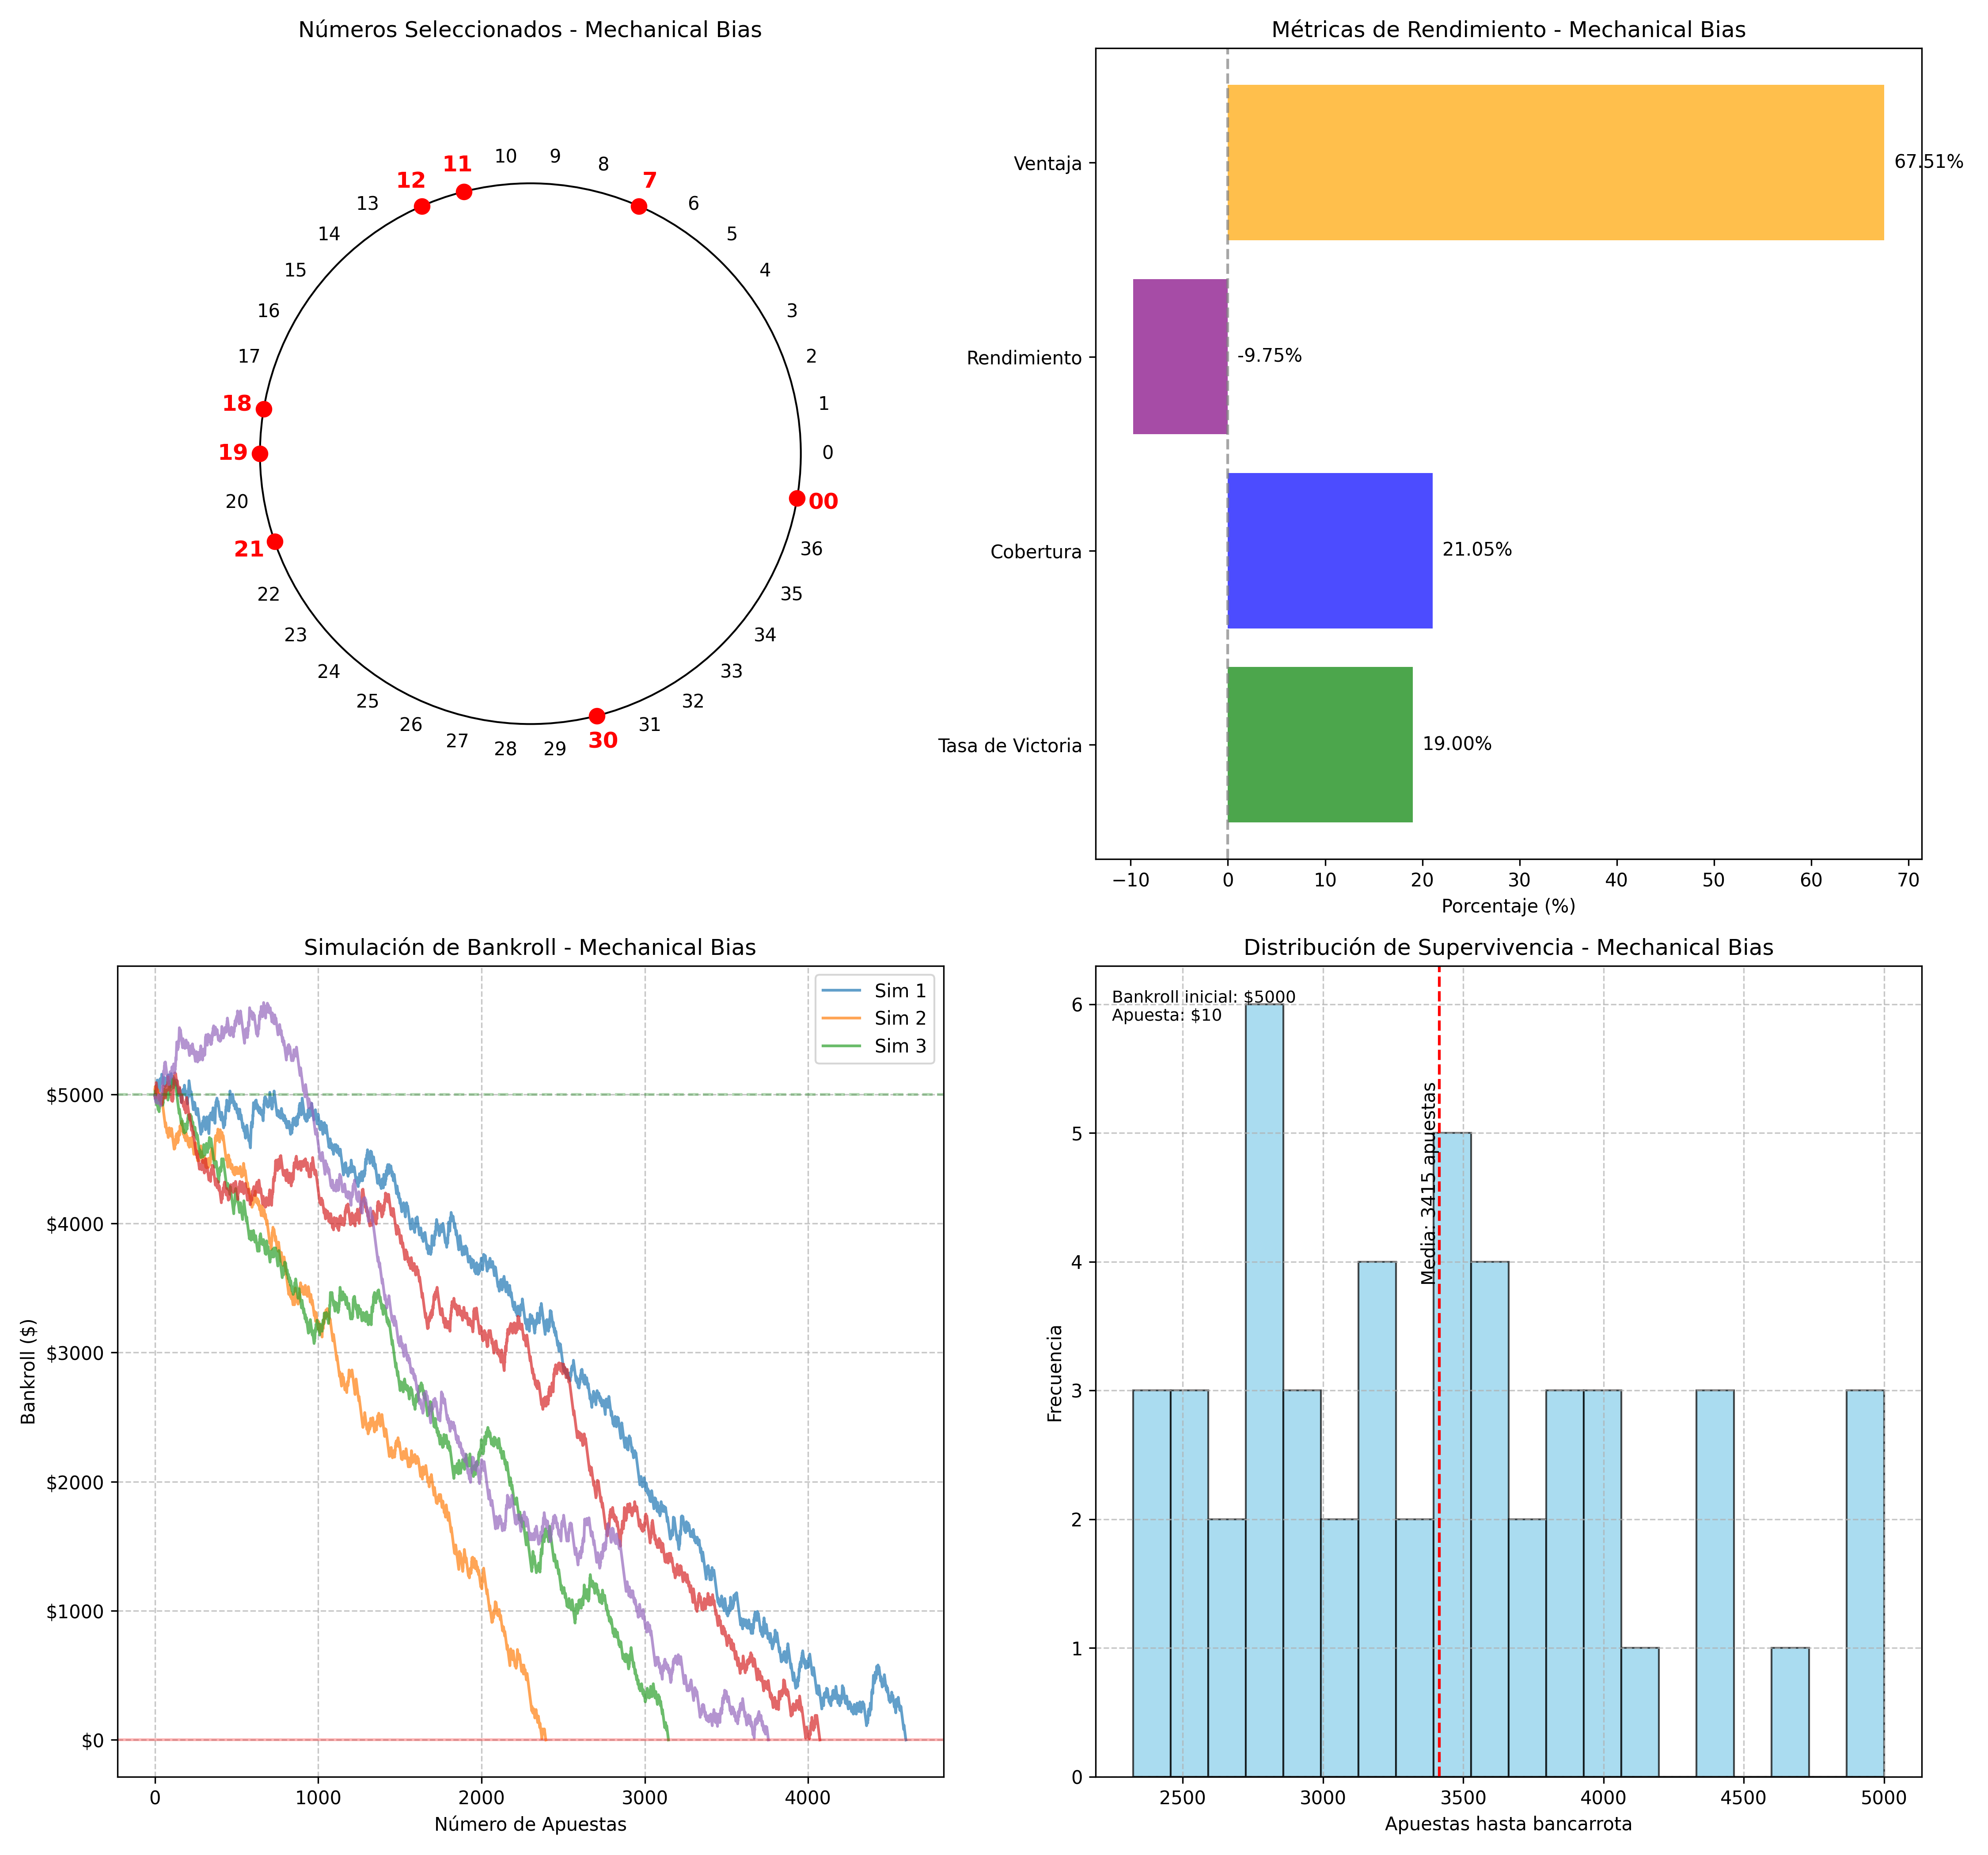 Números Seleccionados - Mechanical Bias
0
1
2
3
4
5
6
7
8
9
10
11
12
13
14
15
16
17
18
19
20
21
22
23
24
25
26
27
28
29
30
31
32
33
34
35
36
00
Métricas de Rendimiento - Mechanical Bias
Ventaja
67.51%
Rendimiento
-9.75%
Cobertura
21.05%
Tasa de Victoria
19.00%
−10 0 10 20 30 40 50 60 70
Porcentaje (%)
Simulación de Bankroll - Mechanical Bias
Sim 1
Sim 2
Sim 3
$5000
$4000
$3000
$2000
$1000
$0
Bankroll ($)
0 1000 2000 3000 4000
Número de Apuestas
Distribución de Supervivencia - Mechanical Bias
Bankroll inicial: $5000
Apuesta: $10
Media: 3415 apuestas
6
5
4
3
2
1
0
Frecuencia
2500 3000 3500 4000 4500 5000
Apuestas hasta bancarrota